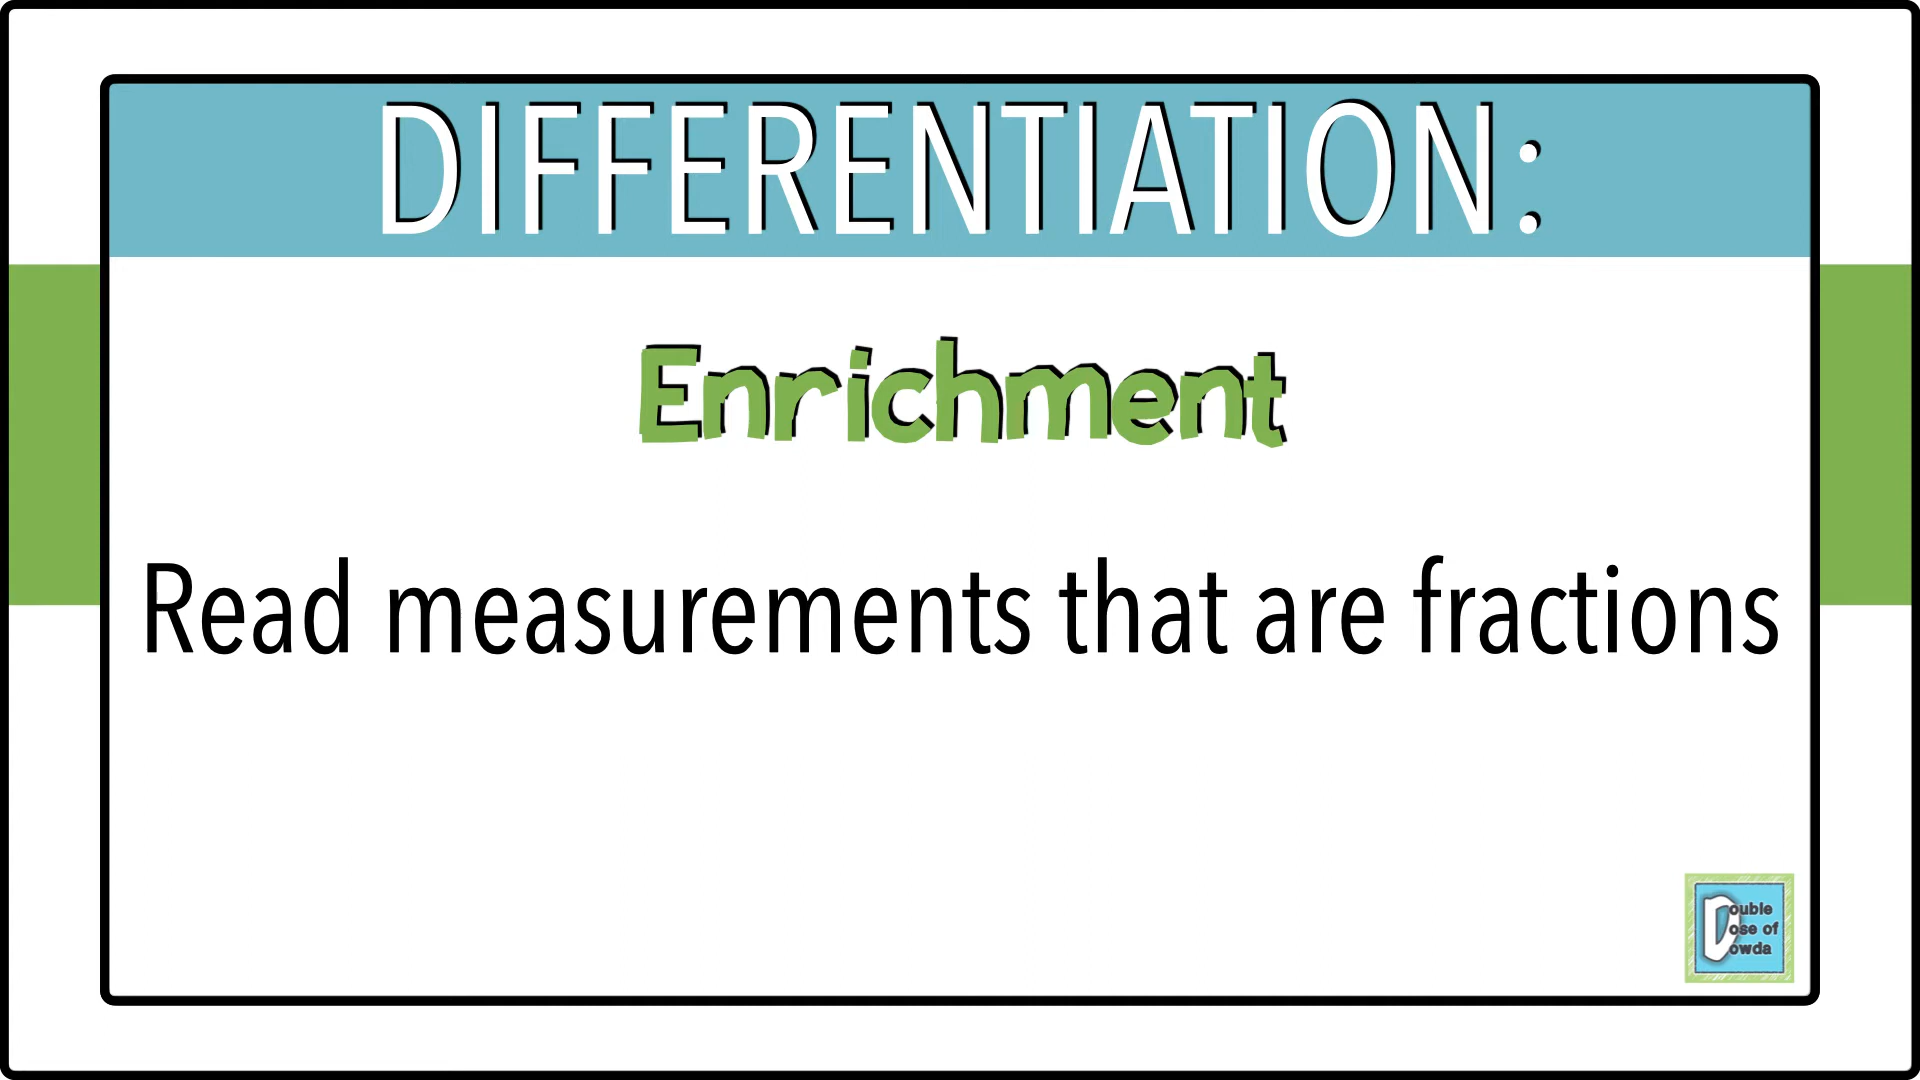 DIFFERENTIATION:
Enrichment
Read measurements that are fractions
Double
Dose of
Dowda